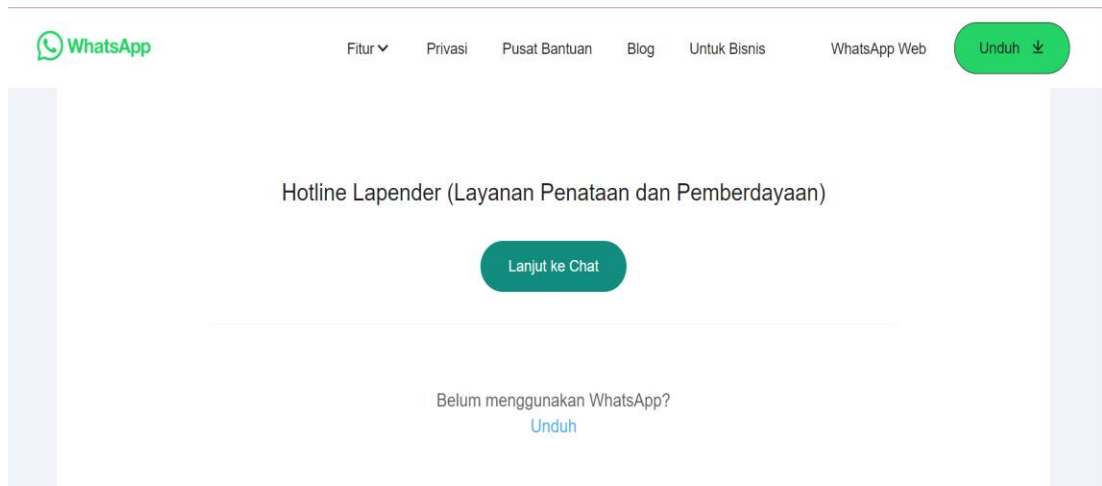 WhatsApp Fitur Privasi Pusat Bantuan Blog Untuk Bisnis WhatsApp Web Unduh
Hotline Lapender (Layanan Penataan dan Pemberdayaan)
Lanjut ke Chat
Belum menggunakan WhatsApp?
Unduh